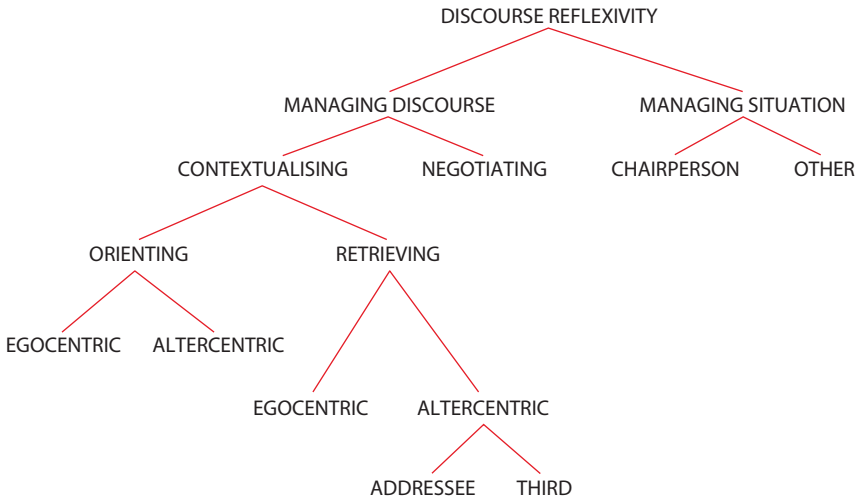 DISCOURSE REFLEXIVITY
MANAGING DISCOURSE
MANAGING SITUATION
CONTEXTUALISING
NEGOTIATING
CHAIRPERSON
OTHER
ORIENTING
RETRIEVING
EGOCENTRIC
ALTERCENTRIC
EGOCENTRIC
ALTERCENTRIC
ADDRESSEE
THIRD